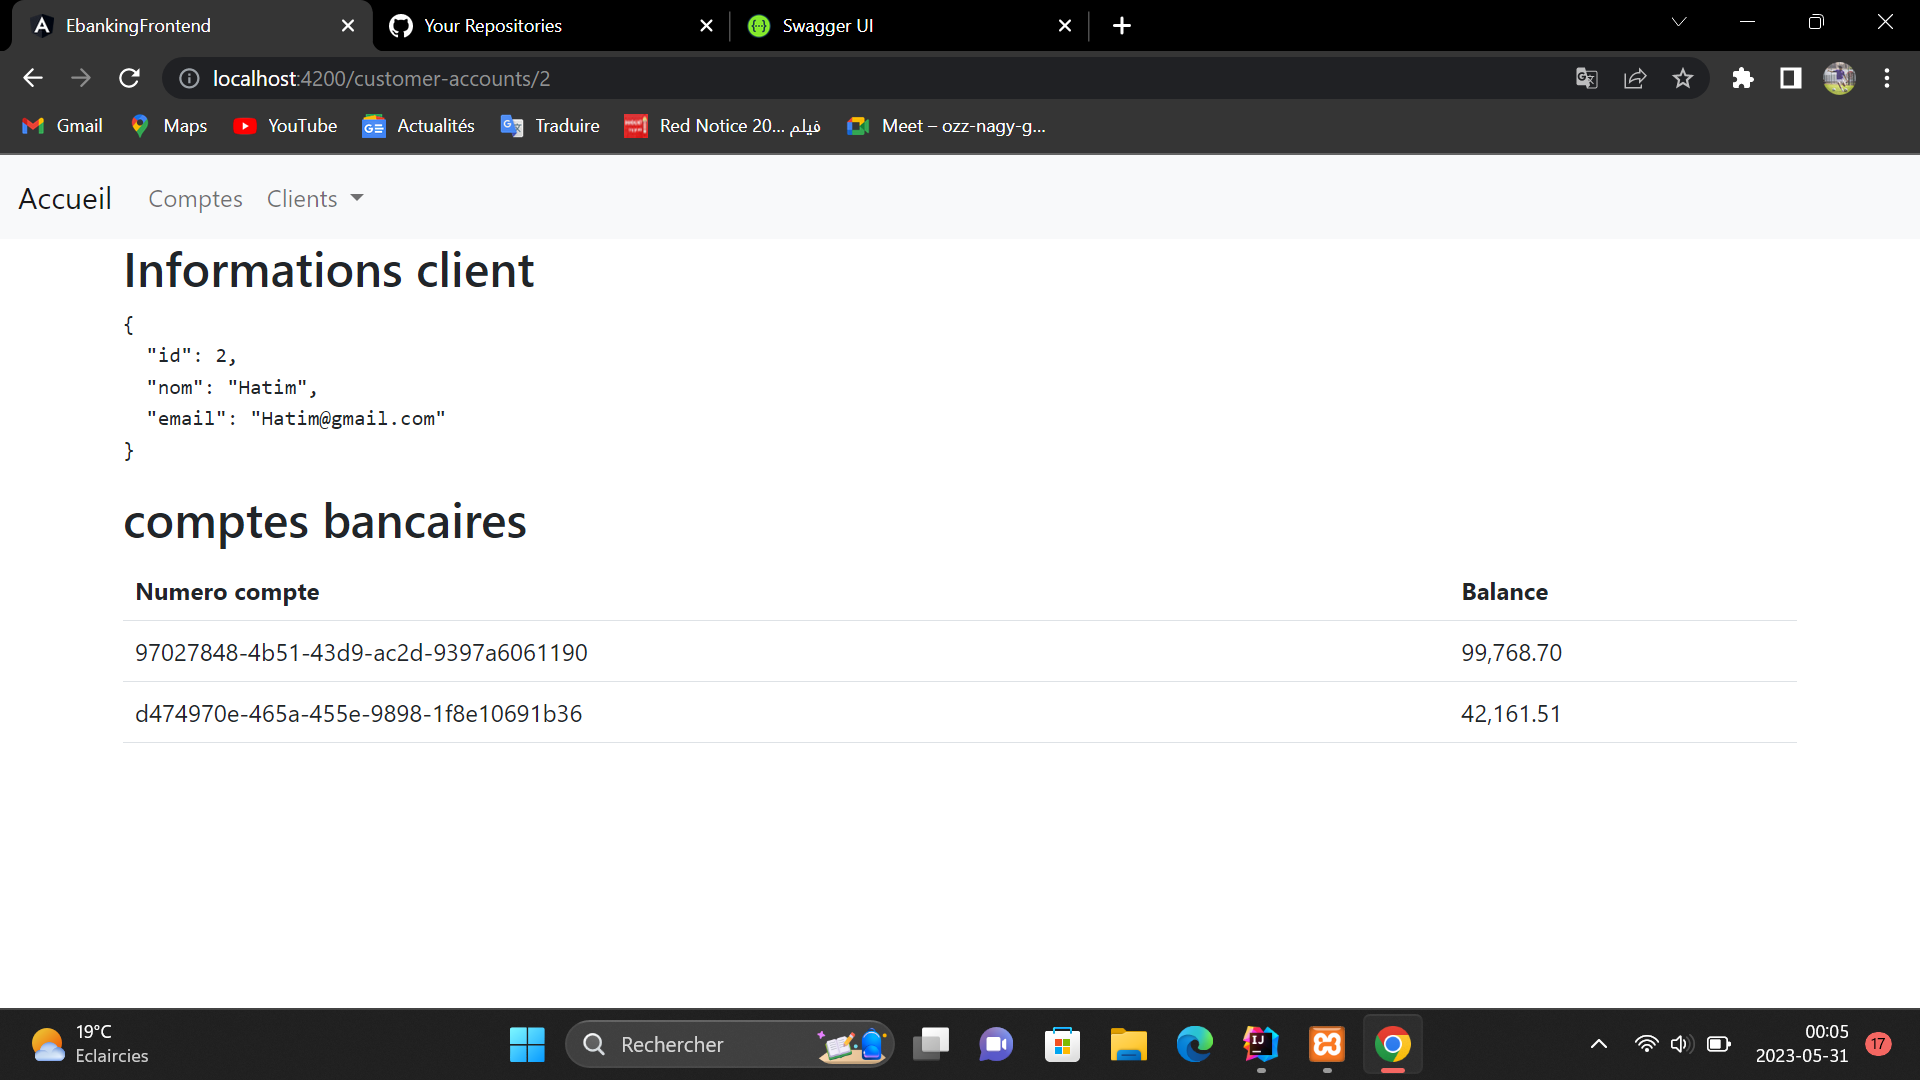 EbankingFrontend
Your Repositories
Swagger UI
localhost:4200/customer-accounts/2
Gmail
Maps
YouTube
Actualités
Traduire
Red Notice 20... فيلم
Meet – ozz-nagy-g...
Accueil
Comptes
Clients
Informations client
{
"id": 2,
"nom": "Hatim",
"email": "Hatim@gmail.com"
}
comptes bancaires
Numero compte Balance
97027848-4b51-43d9-ac2d-9397a6061190 99,768.70
d474970e-465a-455e-9898-1f8e10691b36 42,161.51
19°C
Eclaircies
Rechercher
00:05
2023-05-31
17